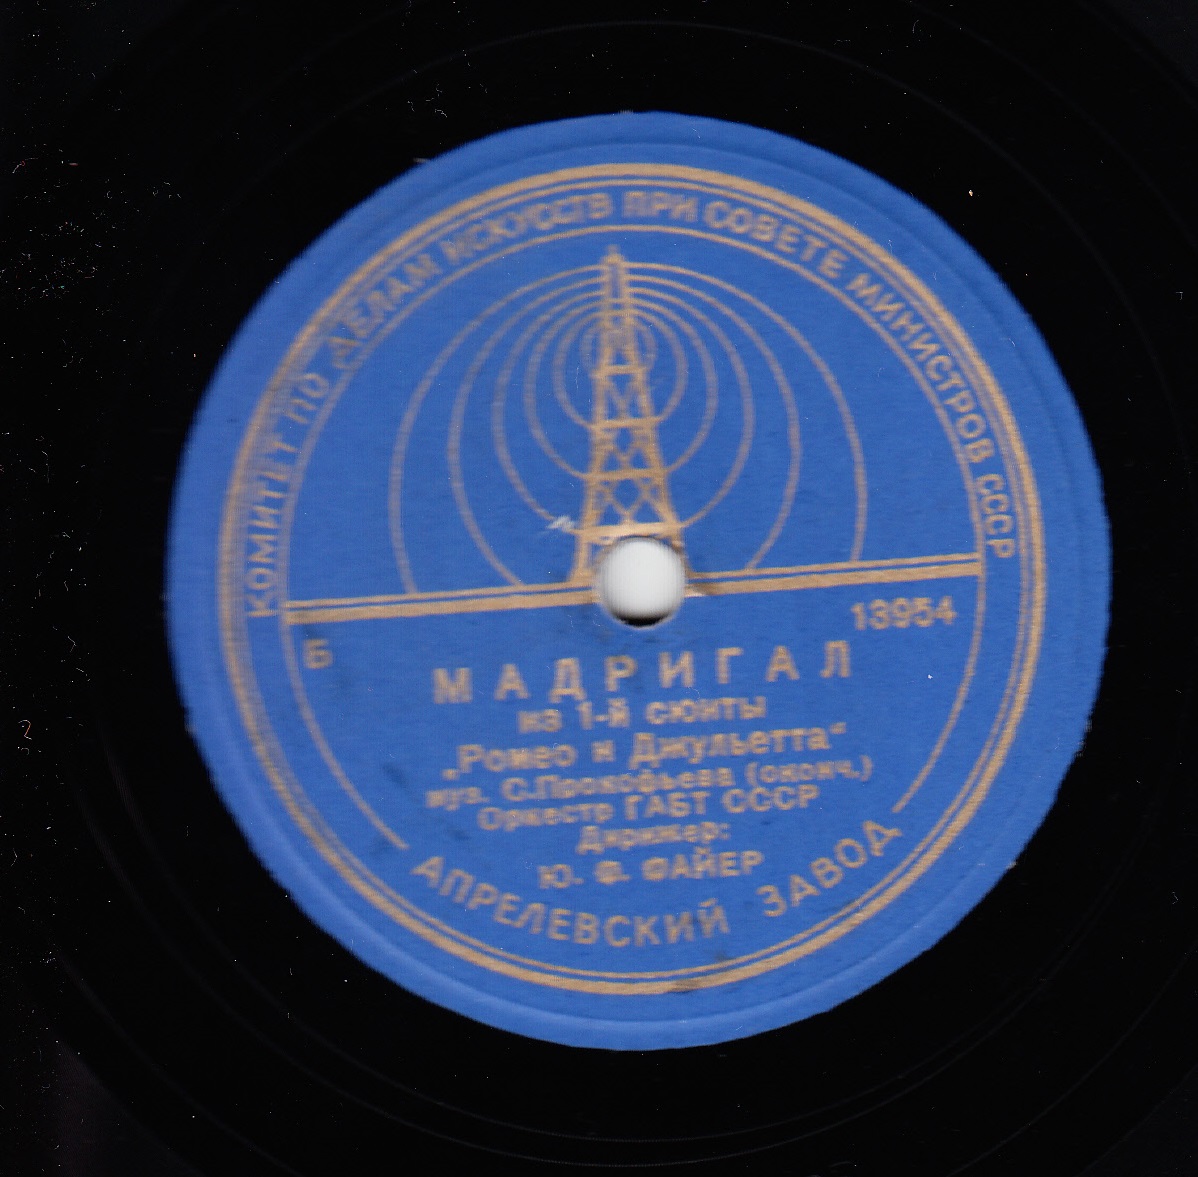 КОМИТЕТ ПО ДЕЛАМ ИСКУССТВ ПРИ СОВЕТЕ МИНИСТРОВ СССР
Б 13954
МАДРИГАЛ
из 1-й сюиты
„Ромео и Джульетта“
муз. С.Прокофьева (оконч.)
Оркестр ГАБТ СССР
Дирижер:
Ю. Ф. ФАЙЕР
АПРЕЛЕВСКИЙ ЗАВОД